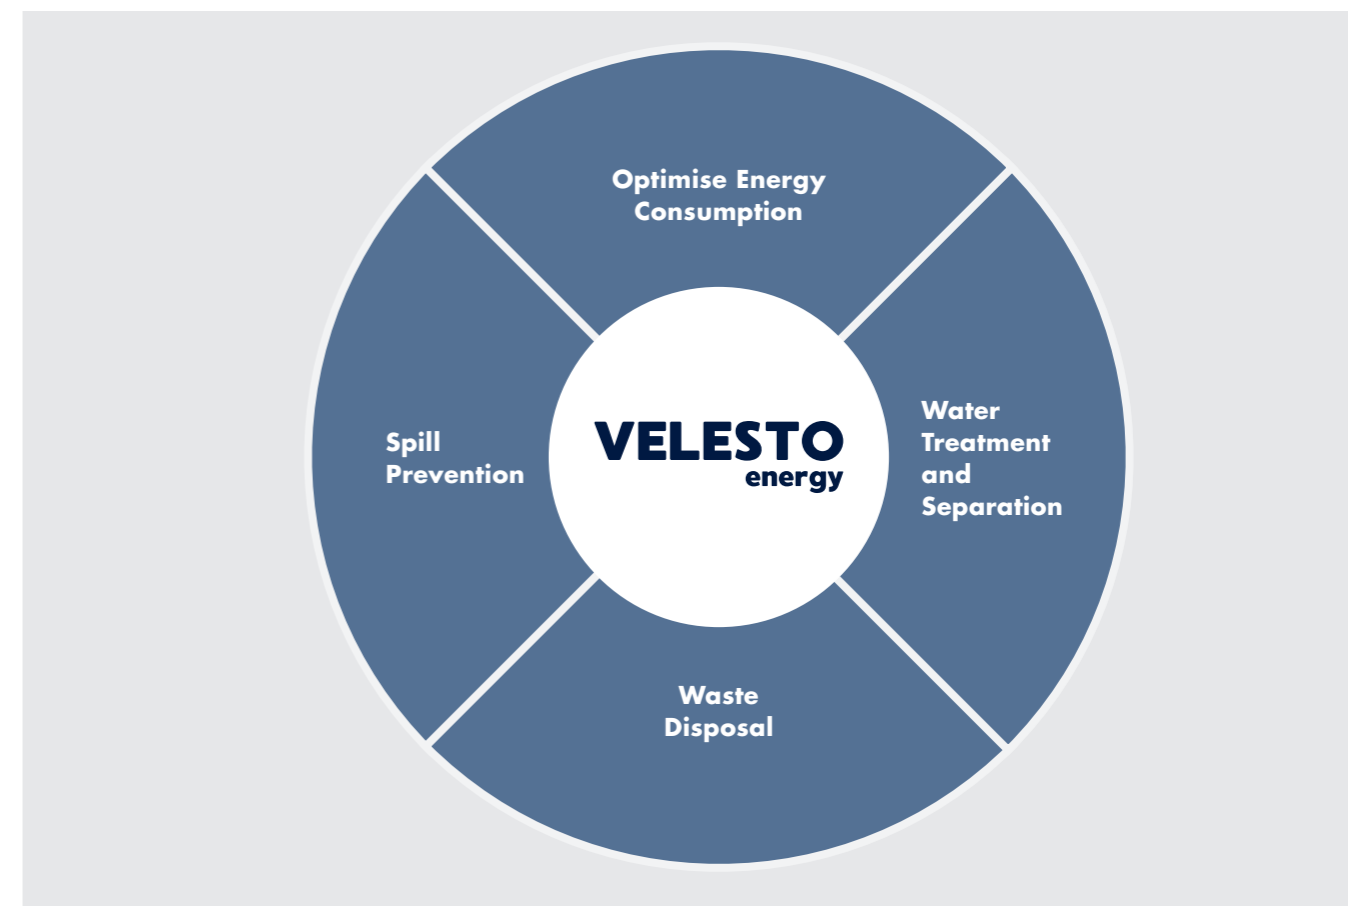 Optimise Energy
Consumption
Spill
Prevention
VELESTO
energy
Water
Treatment
and
Separation
Waste
Disposal